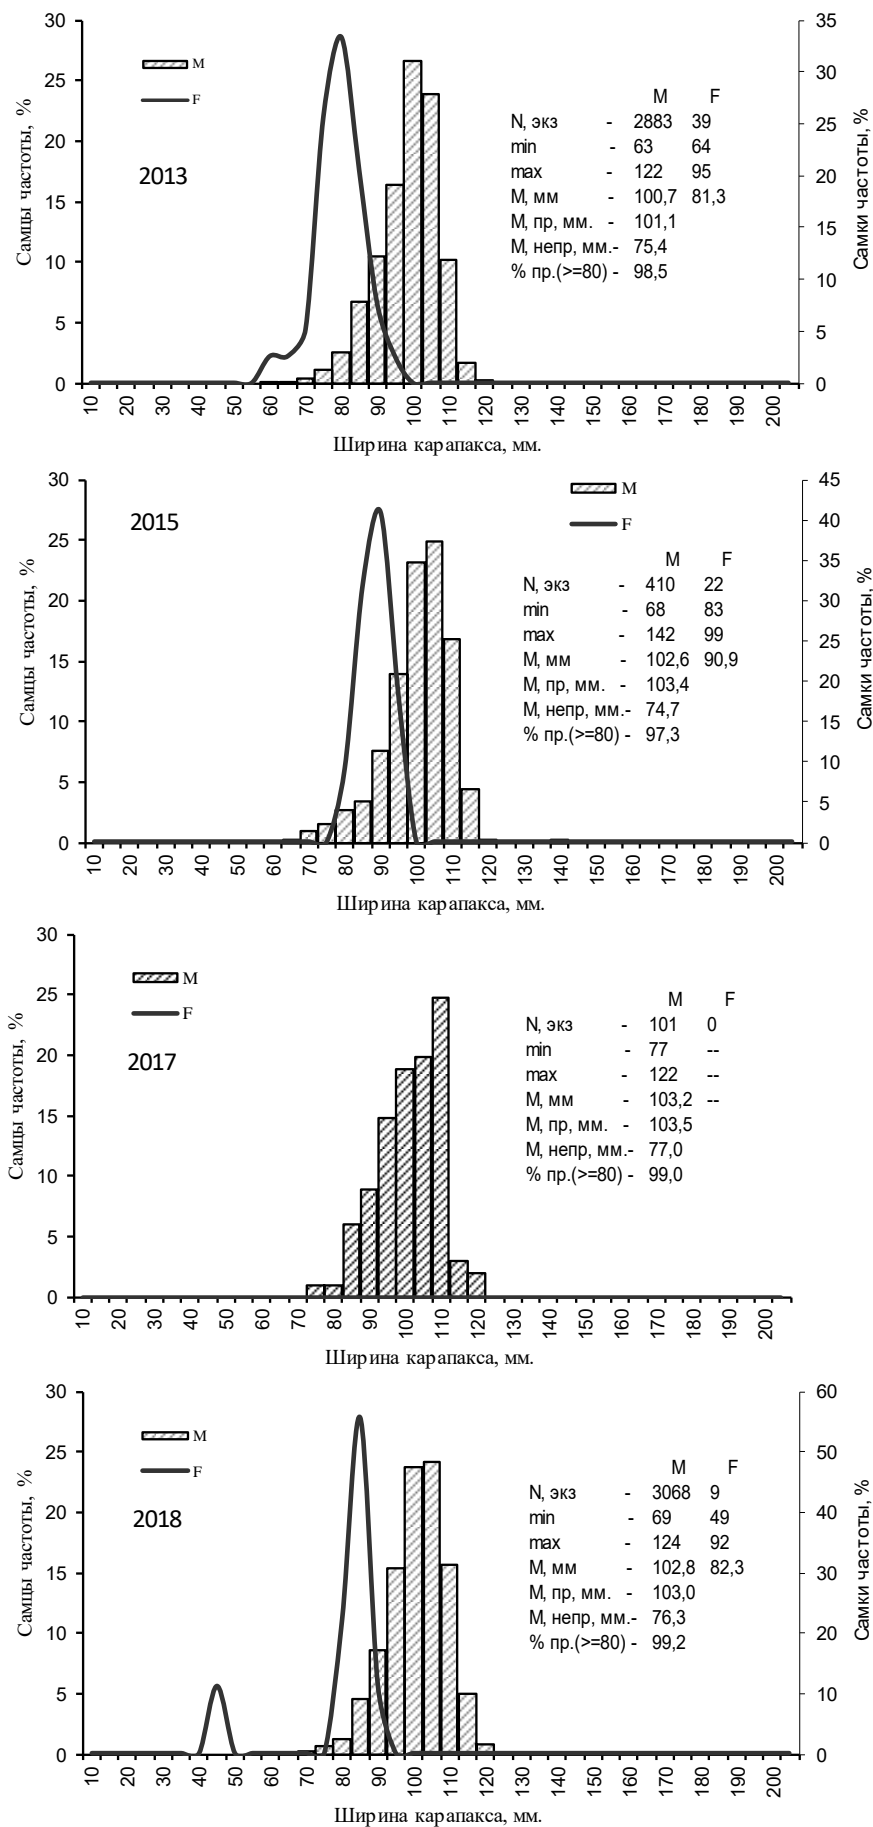 30 35
M
F
25 30
20 25
15 20
10 15
5 10
0 5
0
Самцы частоты, %
Самки частоты, %
2013
M F
N, экз - 2883 39
min - 63 64
max - 122 95
М, мм - 100,7 81,3
М, пр, мм. - 101,1
М, непр, мм.- 75,4
% пр.(>=80) - 98,5
10 20 30 40 50 60 70 80 90 100 110 120 130 140 150 160 170 180 190 200
Ширина карапакса, мм.
30 45
M
F
25 40
20 35
15 30
10 25
5 20
0 15
10
5
0
Самцы частоты, %
Самки частоты, %
2015
M F
N, экз - 410 22
min - 68 83
max - 142 99
М, мм - 102,6 90,9
М, пр, мм. - 103,4
М, непр, мм.- 74,7
% пр.(>=80) - 97,3
10 20 30 40 50 60 70 80 90 100 110 120 130 140 150 160 170 180 190 200
Ширина карапакса, мм.
30
M
F
25
20
15
10
5
0
Самцы частоты, %
2017
M F
N, экз - 101 0
min - 77 --
max - 122 --
М, мм - 103,2 --
М, пр, мм. - 103,5
М, непр, мм.- 77,0
% пр.(>=80) - 99,0
10 20 30 40 50 60 70 80 90 100 110 120 130 140 150 160 170 180 190 200
Ширина карапакса, мм.
30 60
M
F
25 50
20 40
15 30
10 20
5 10
0 0
Самцы частоты, %
Самки частоты, %
2018
M F
N, экз - 3068 9
min - 69 49
max - 124 92
М, мм - 102,8 82,3
М, пр, мм. - 103,0
М, непр, мм.- 76,3
% пр.(>=80) - 99,2
10 20 30 40 50 60 70 80 90 100 110 120 130 140 150 160 170 180 190 200
Ширина карапакса, мм.